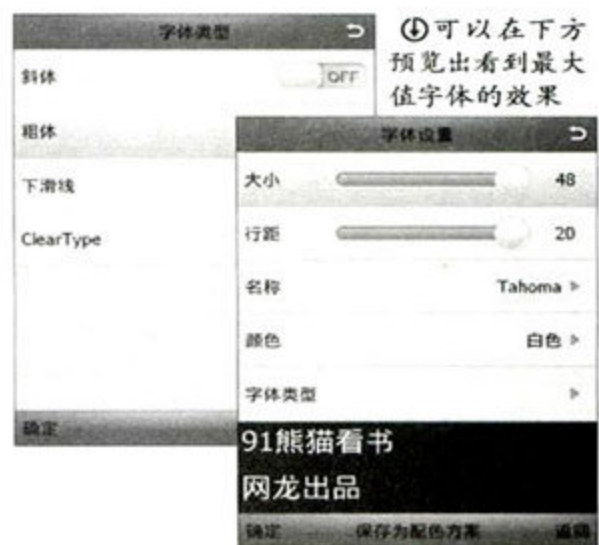 字体类型
斜体 OFF
粗体
下滑线
ClearType
确定
可以在下方
预览出看到最大
值字体的效果
字体设置
大小 48
行距 20
名称 Tahoma
颜色 白色
字体类型
91熊猫看书
网龙出品
确定 保存为配色方案 返回